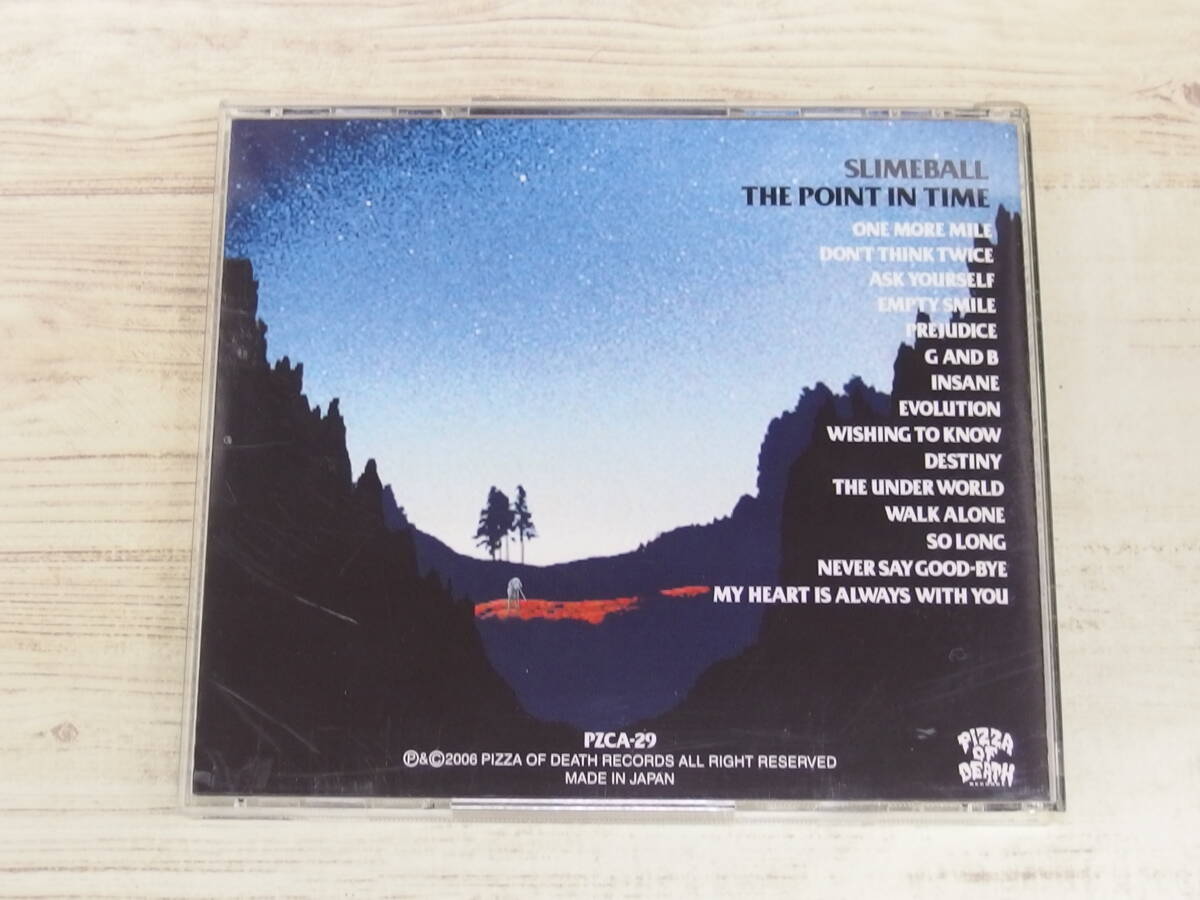 SLIMEBALL
THE POINT IN TIME
ONE MORE MILE
DON'T THINK TWICE
ASK YOURSELF
EMPTY SMILE
PREJUDICE
G AND B
INSANE
EVOLUTION
WISHING TO KNOW
DESTINY
THE UNDER WORLD
WALK ALONE
SO LONG
NEVER SAY GOOD-BYE
MY HEART IS ALWAYS WITH YOU
PZCA-29
℗&©2006 PIZZA OF DEATH RECORDS ALL RIGHT RESERVED
MADE IN JAPAN
PIZZA
OF
DEATH
RECORDS